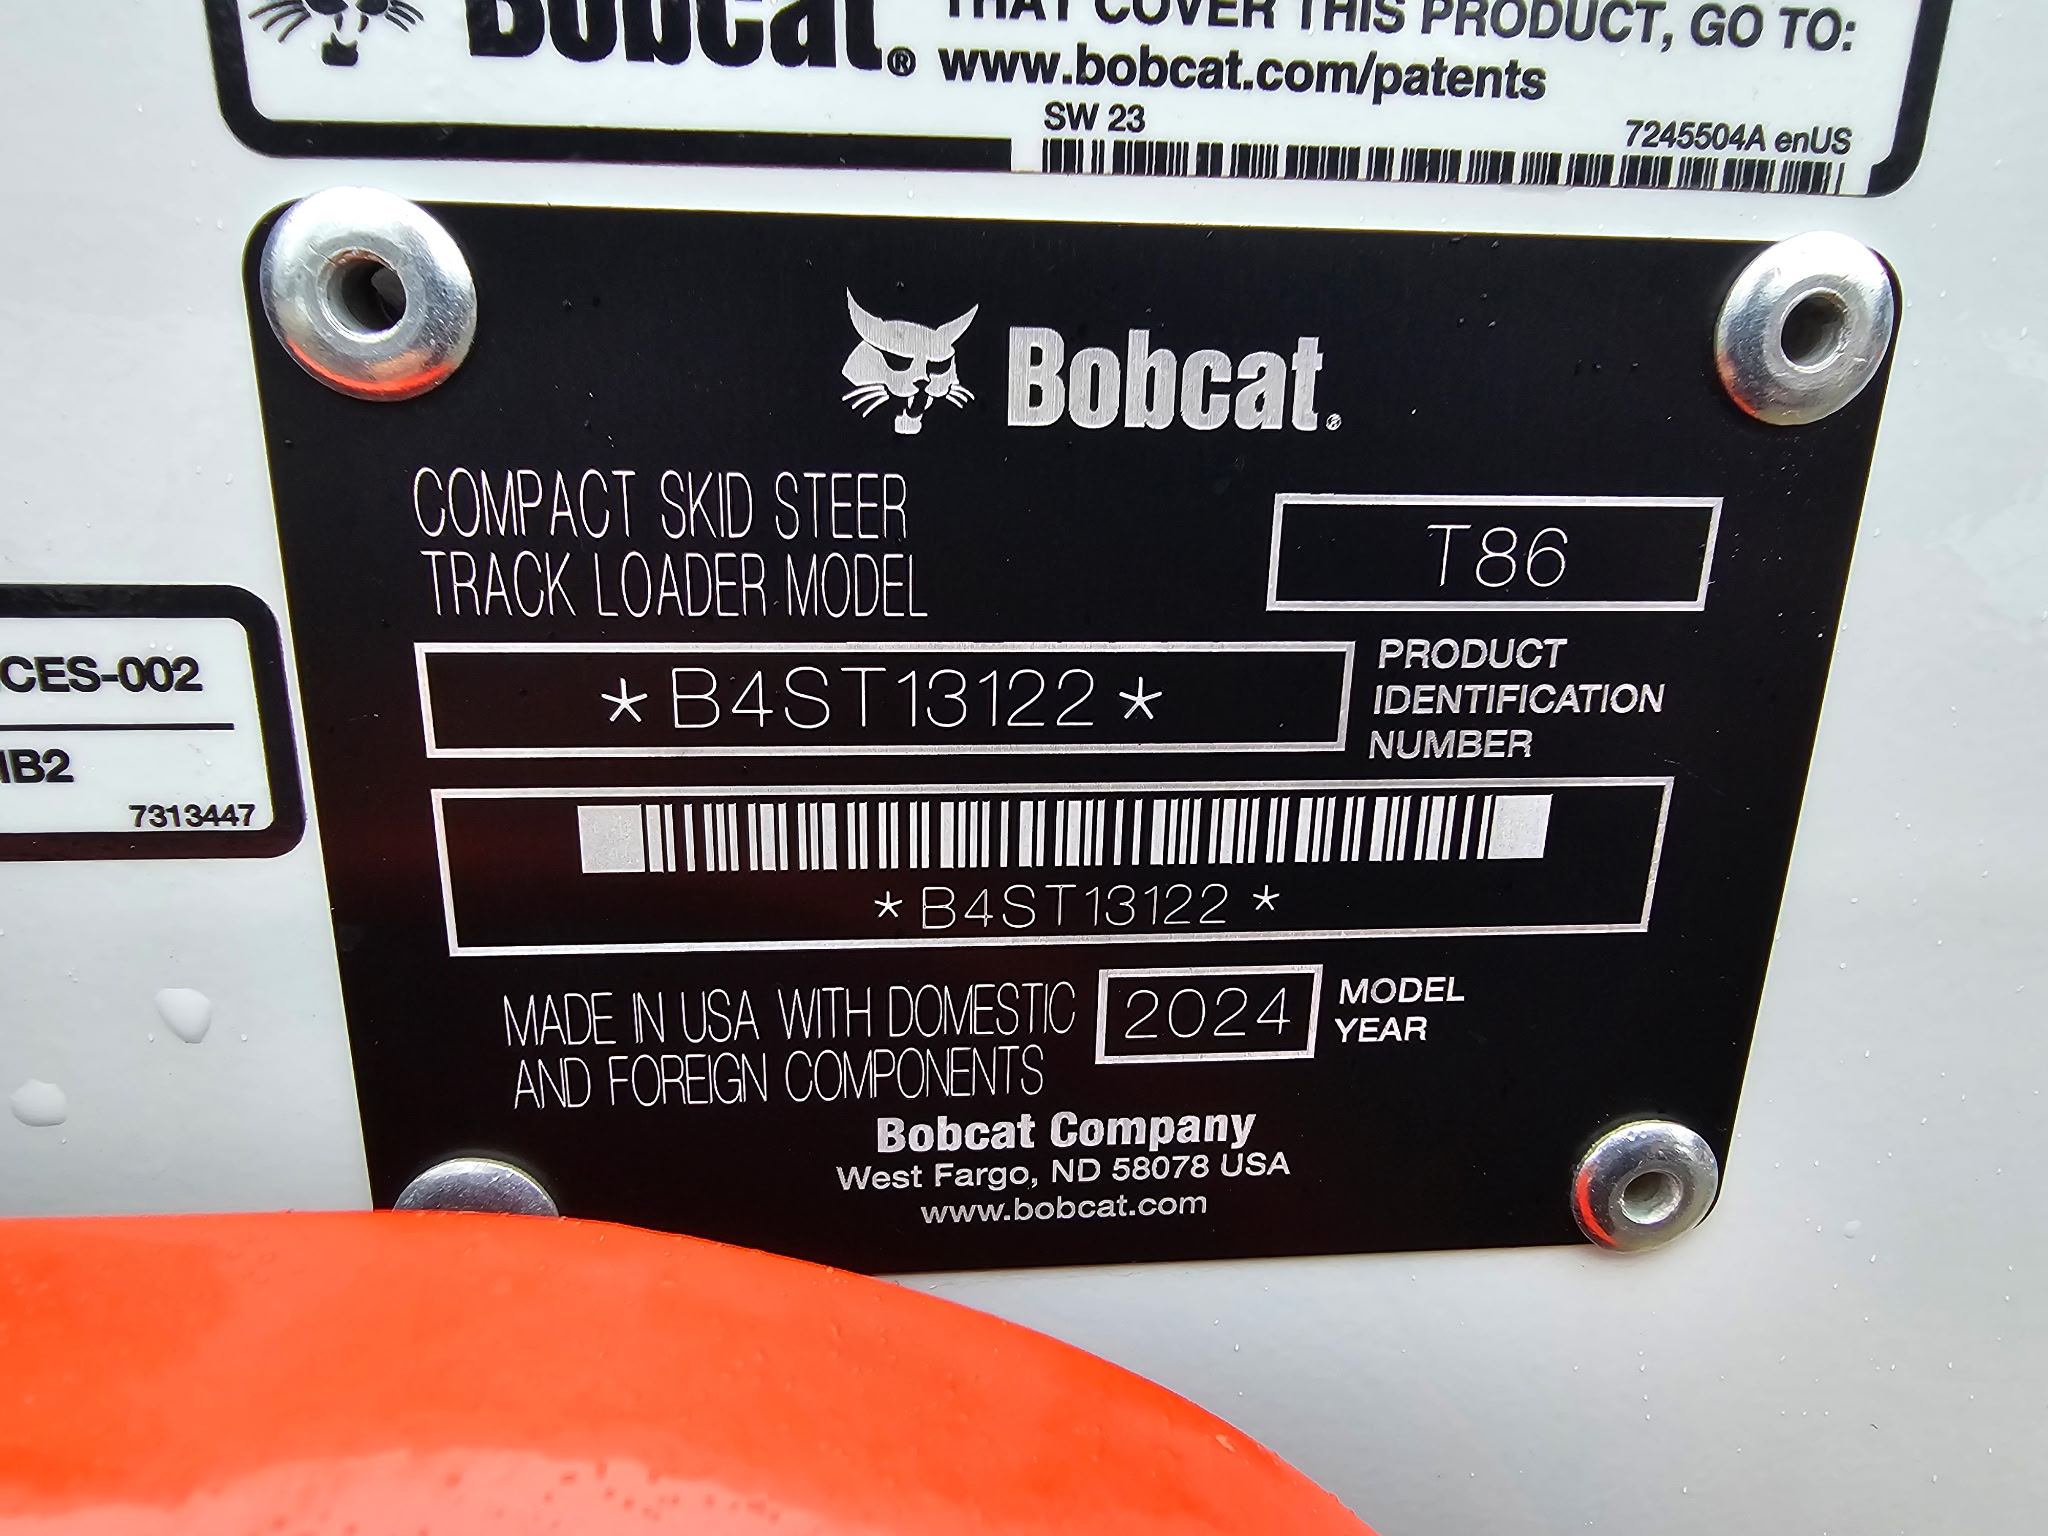 Bobcat®
THAT COVER THIS PRODUCT, GO TO:
www.bobcat.com/patents
SW 23
7245504A enUS
Bobcat®
COMPACT SKID STEER
TRACK LOADER MODEL
T86
*B4ST13122*
PRODUCT
IDENTIFICATION
NUMBER
*B4ST13122*
MADE IN USA WITH DOMESTIC
AND FOREIGN COMPONENTS
2024
MODEL
YEAR
Bobcat Company
West Fargo, ND 58078 USA
www.bobcat.com
CES-002
IB2
7313447